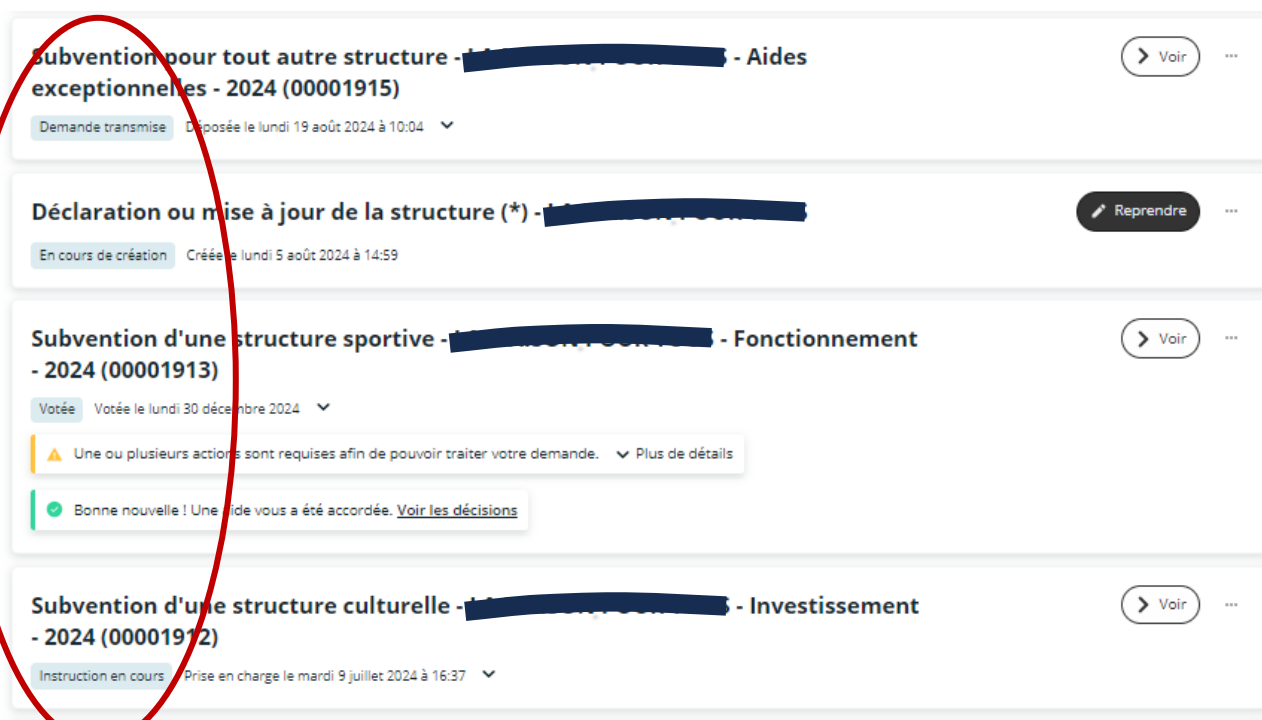 Subvention pour tout autre structure - - Aides
exceptionnelles - 2024 (00001915)
Voir
Demande transmise Déposée le lundi 19 août 2024 à 10:04
Déclaration ou mise à jour de la structure (*) -
Reprendre
En cours de création Créée le lundi 5 août 2024 à 14:59
Subvention d'une structure sportive - - Fonctionnement
- 2024 (00001913)
Voir
Votée Votée le lundi 30 décembre 2024
Une ou plusieurs actions sont requises afin de pouvoir traiter votre demande. Plus de détails
Bonne nouvelle ! Une aide vous a été accordée. Voir les décisions
Subvention d'une structure culturelle - - Investissement
- 2024 (00001912)
Voir
Instruction en cours Prise en charge le mardi 9 juillet 2024 à 16:37